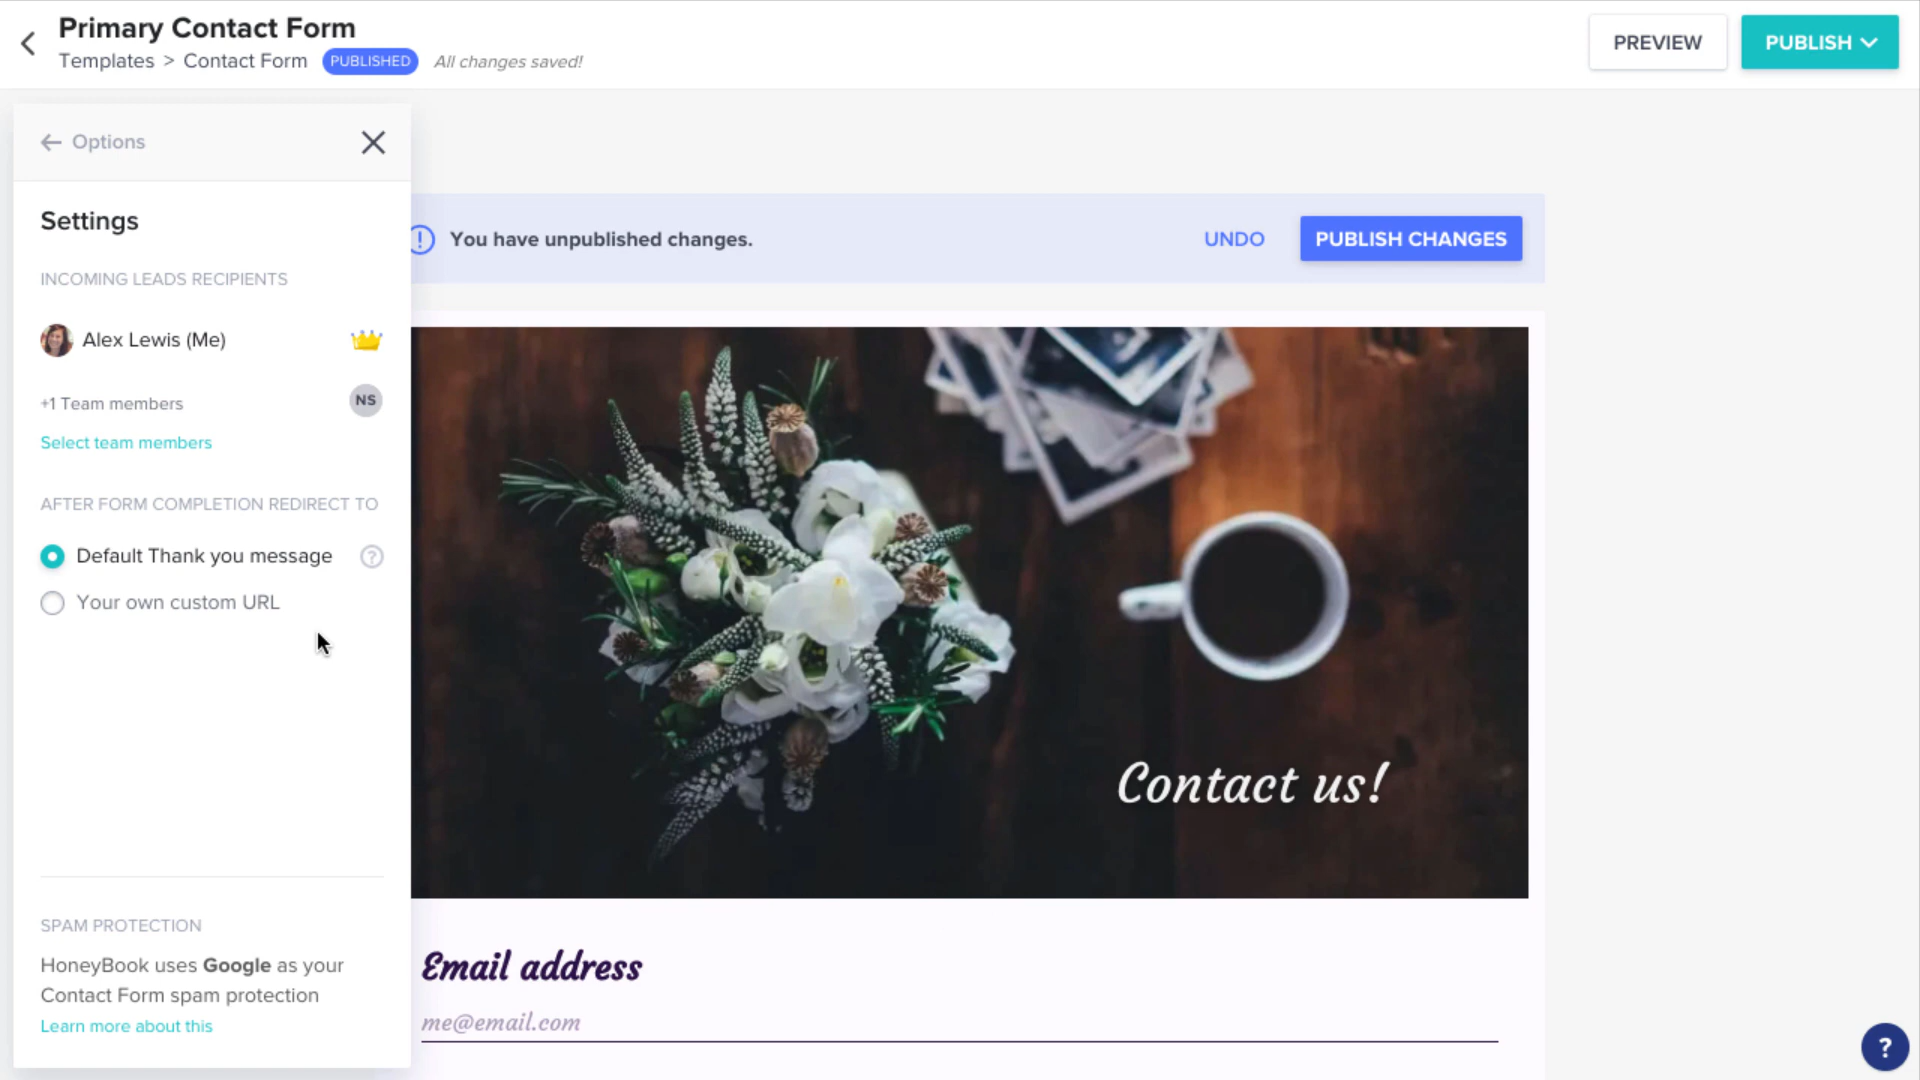 Primary Contact Form
Templates > Contact Form PUBLISHED All changes saved!
PREVIEW
PUBLISH
Options
Settings
INCOMING LEADS RECIPIENTS
Alex Lewis (Me)
+1 Team members NS
Select team members
AFTER FORM COMPLETION REDIRECT TO
Default Thank you message ?
Your own custom URL
SPAM PROTECTION
HoneyBook uses Google as your
Contact Form spam protection
Learn more about this
! You have unpublished changes. UNDO PUBLISH CHANGES
Contact us!
Email address
me@email.com
?